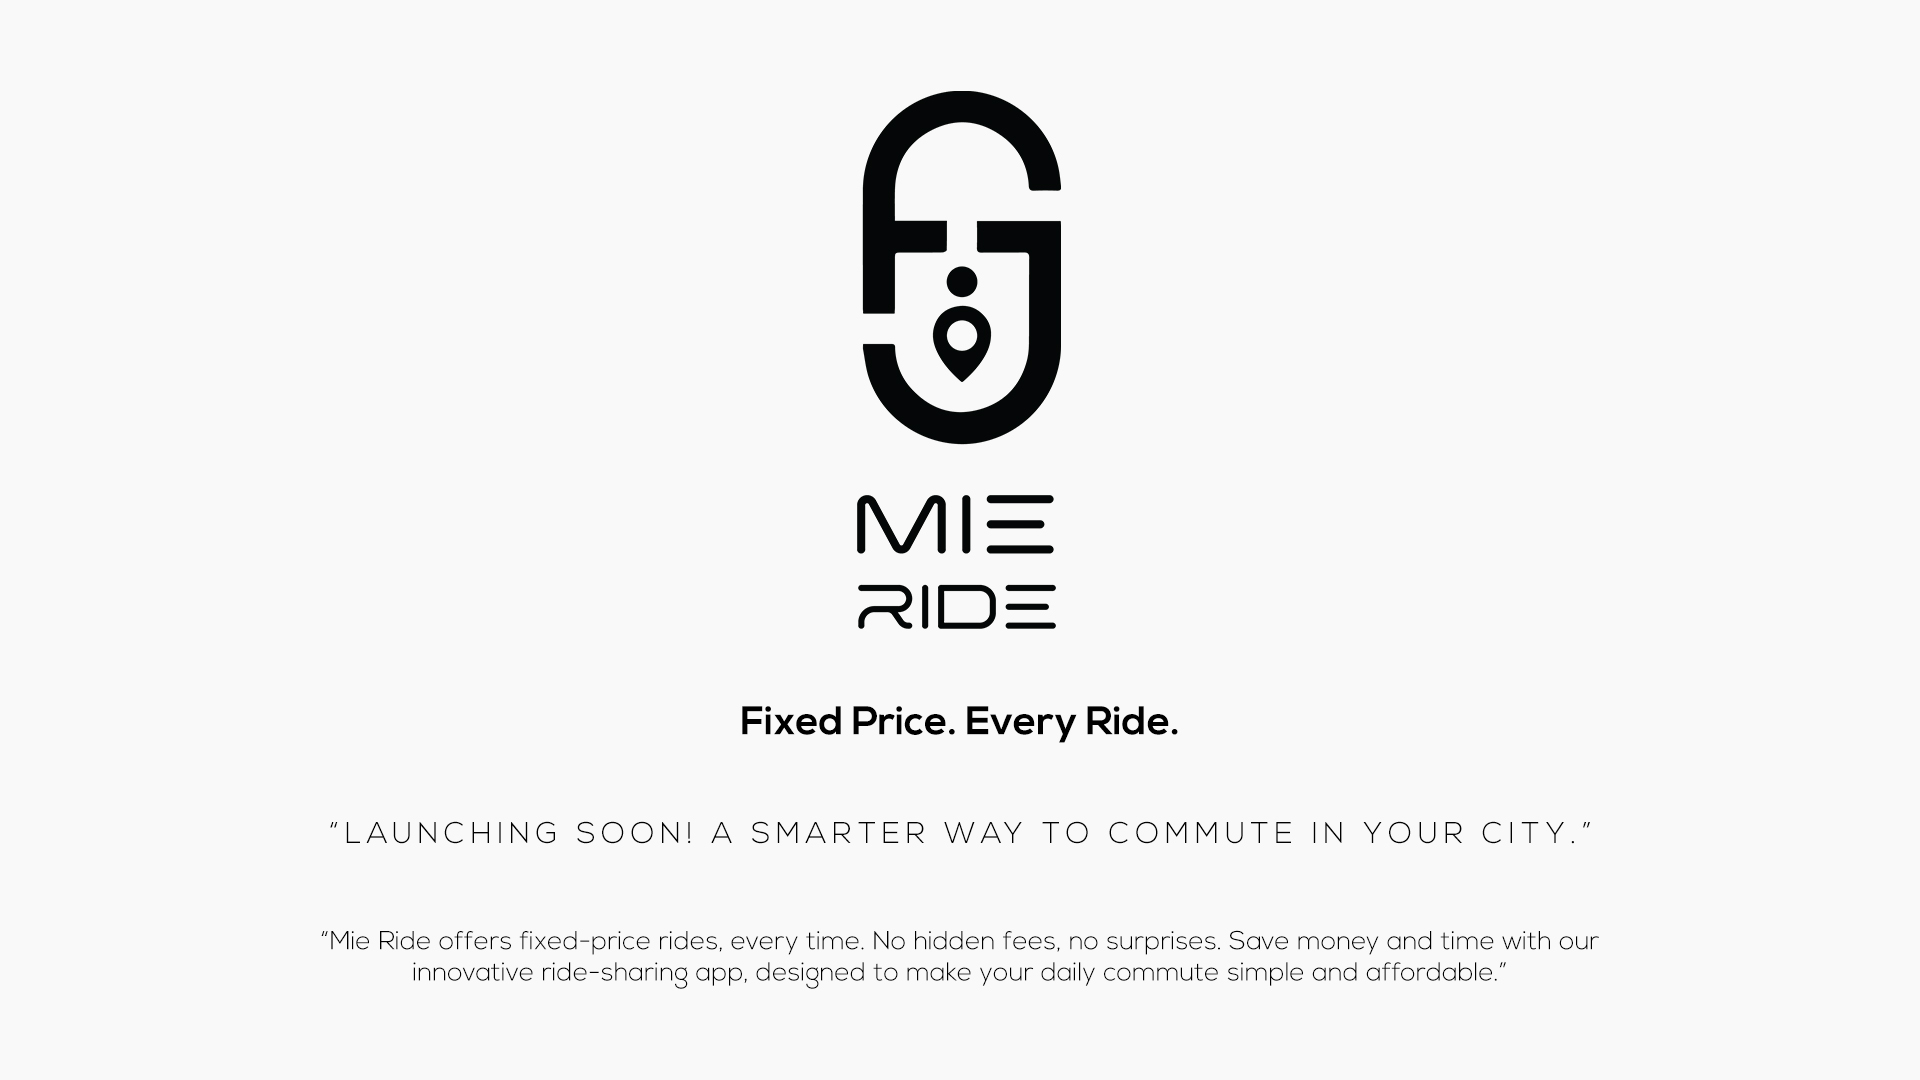 MIE
RIDE
Fixed Price. Every Ride.
“LAUNCHING SOON! A SMARTER WAY TO COMMUTE IN YOUR CITY.”
“Mie Ride offers fixed-price rides, every time. No hidden fees, no surprises. Save money and time with our
innovative ride-sharing app, designed to make your daily commute simple and affordable.”